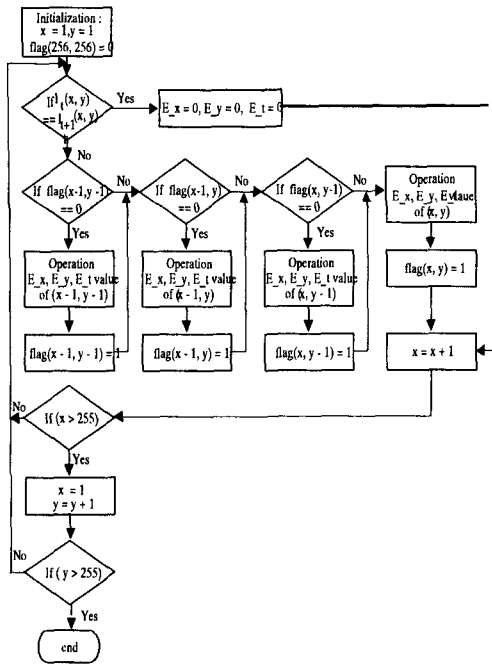 Initialization :
x = 1,y = 1
flag(256, 256) = 0
If I_t(x, y)
== I_t+1(x, y)
Yes
E_x = 0, E_y = 0, E_t = 0
No
If flag(x-1,y -1)
== 0
No
If flag(x-1, y)
== 0
No
If flag(x, y-1)
== 0
No
Operation
E_x, E_y, E_t value
of (x, y)
Yes
Yes
Yes
Operation
E_x, E_y, E_t value
of (x - 1, y - 1)
Operation
E_x, E_y, E_t value
of (x - 1, y)
Operation
E_x, E_y, E_t value
of (x, y - 1)
flag(x, y) = 1
flag(x - 1, y - 1) = 1
flag(x - 1, y) = 1
flag(x, y - 1) = 1
x = x + 1
No
If (x > 255)
Yes
x = 1
y = y + 1
No
If ( y > 255)
Yes
end